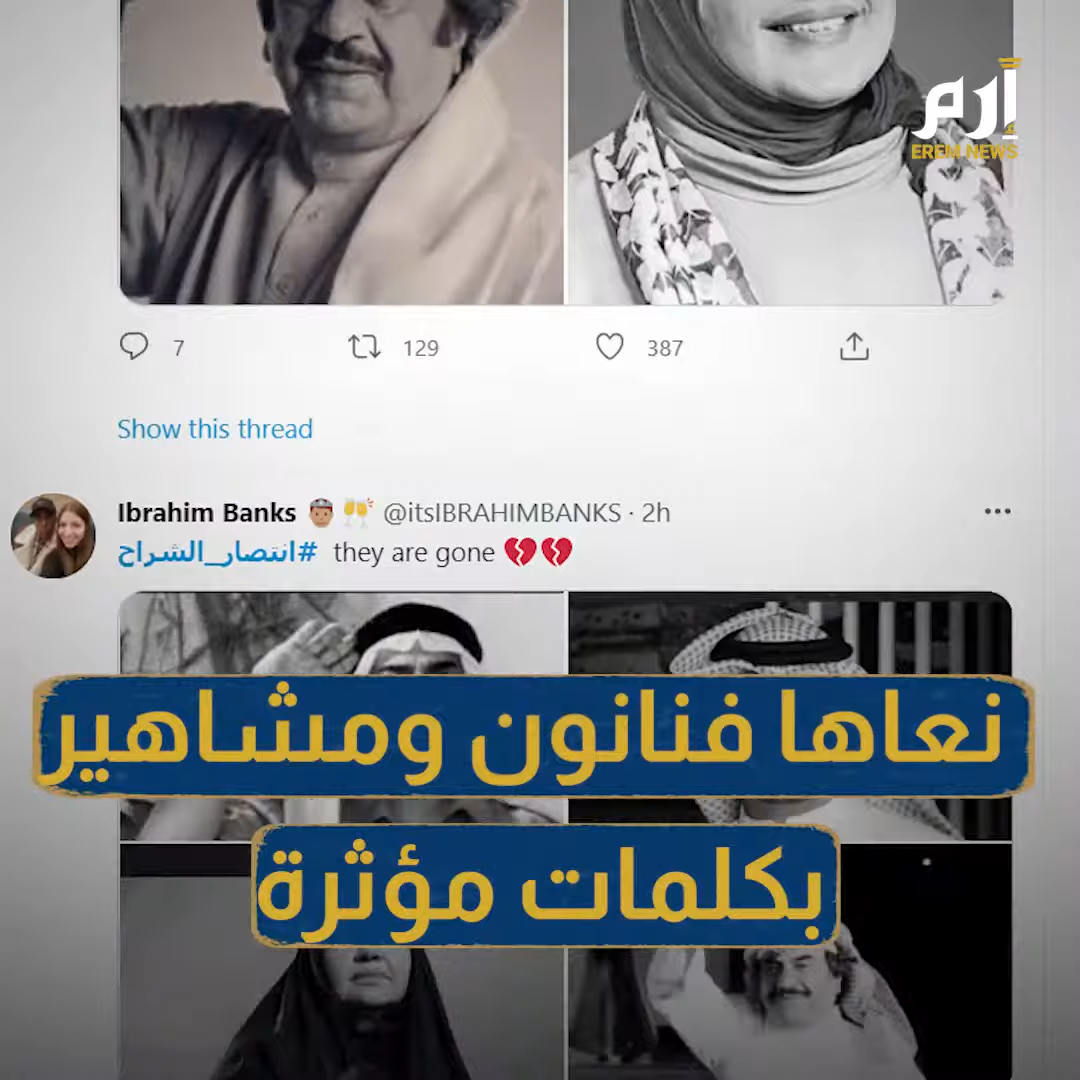 إرم
EREM NEWS
7 129 387
Show this thread
Ibrahim Banks @itsIBRAHIMBANKS · 2h
#انتصار_الشراح they are gone
نعاها فنانون ومشاهير
بكلمات مؤثرة